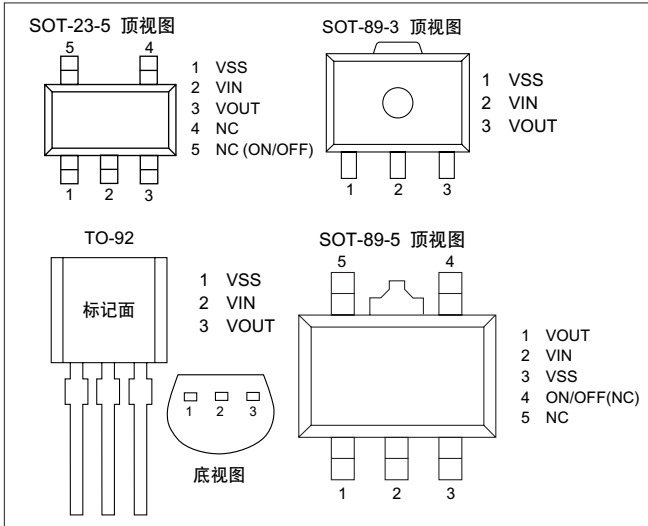 SOT-23-5 顶视图
5 4
1 VSS
2 VIN
3 VOUT
4 NC
5 NC (ON/OFF)
1 2 3
SOT-89-3 顶视图
1 VSS
2 VIN
3 VOUT
1 2 3
TO-92
标记面
1 VSS
2 VIN
3 VOUT
1 2 3
底视图
SOT-89-5 顶视图
5 4
1 VOUT
2 VIN
3 VSS
4 ON/OFF(NC)
5 NC
1 2 3